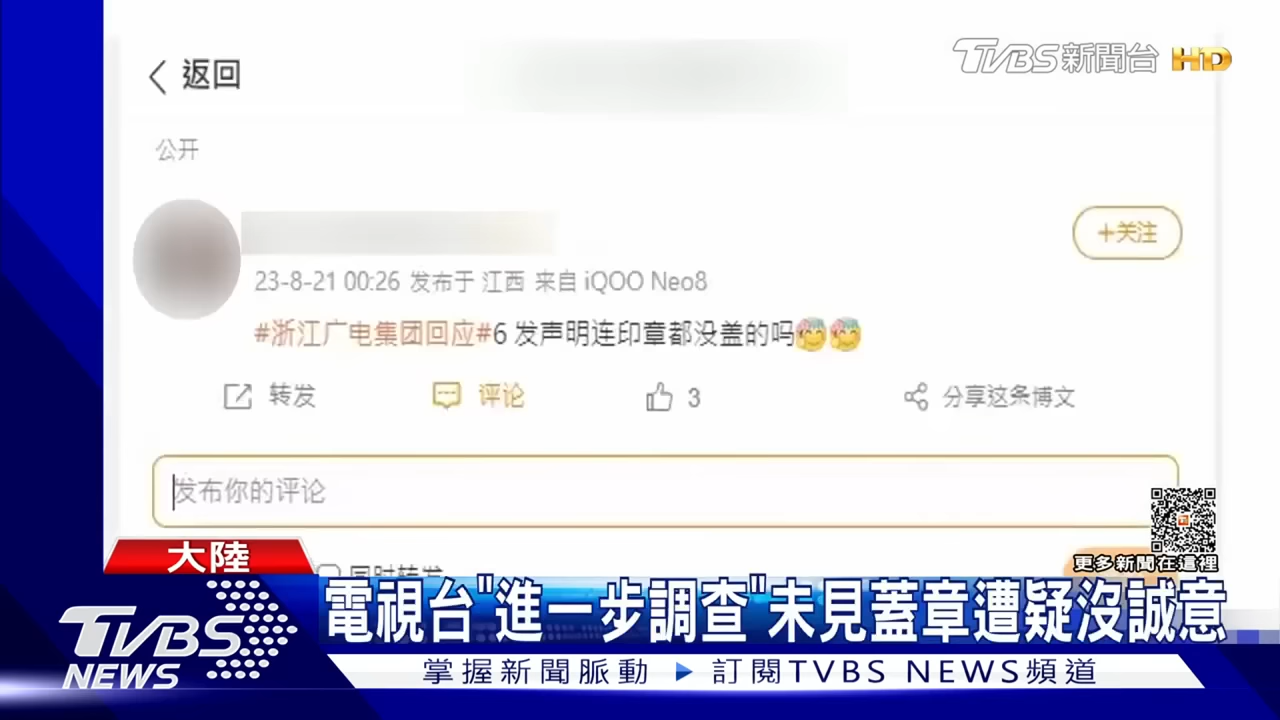 返回
TVBS新聞台 HD
公开
+关注
23-8-21 00:26 发布于 江西 来自 iQOO Neo8
#浙江广电集团回应#6 发声明连印章都没盖的吗
转发
评论
3
分享这条博文
发布你的评论
同时转发
更多新聞在這裡
大陸
電視台"進一步調查"未見蓋章遭疑沒誠意
TVBS NEWS
掌握新聞脈動 ▶ 訂閱TVBS NEWS頻道